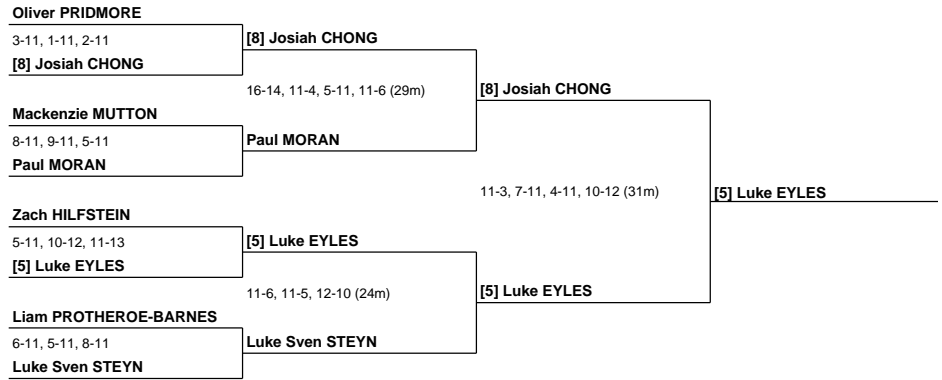 Oliver PRIDMORE
3-11, 1-11, 2-11
[8] Josiah CHONG
[8] Josiah CHONG
16-14, 11-4, 5-11, 11-6 (29m)
[8] Josiah CHONG
Mackenzie MUTTON
8-11, 9-11, 5-11
Paul MORAN
Paul MORAN
11-3, 7-11, 4-11, 10-12 (31m)
[5] Luke EYLES
Zach HILFSTEIN
5-11, 10-12, 11-13
[5] Luke EYLES
[5] Luke EYLES
11-6, 11-5, 12-10 (24m)
[5] Luke EYLES
Liam PROTHEROE-BARNES
6-11, 5-11, 8-11
Luke Sven STEYN
Luke Sven STEYN